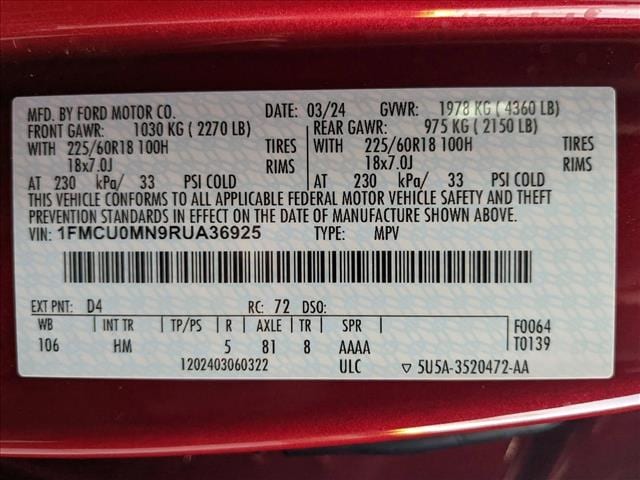 MFD. BY FORD MOTOR CO. DATE: 03/24 GVWR: 1978 KG ( 4360 LB)
FRONT GAWR: 1030 KG ( 2270 LB) REAR GAWR: 975 KG ( 2150 LB)
WITH 225/60R18 100H TIRES WITH 225/60R18 100H TIRES
18x7.0J RIMS 18x7.0J RIMS
AT 230 kPa/ 33 PSI COLD AT 230 kPa/ 33 PSI COLD
THIS VEHICLE CONFORMS TO ALL APPLICABLE FEDERAL MOTOR VEHICLE SAFETY AND THEFT
PREVENTION STANDARDS IN EFFECT ON THE DATE OF MANUFACTURE SHOWN ABOVE.
VIN: 1FMCU0MN9RUA36925 TYPE: MPV
EXT PNT: D4 RC: 72 DSO:
WB INT TR TP/PS R AXLE TR SPR F0064
106 HM 5 81 8 AAAA T0139
1202403060322 ULC 5U5A-3520472-AA